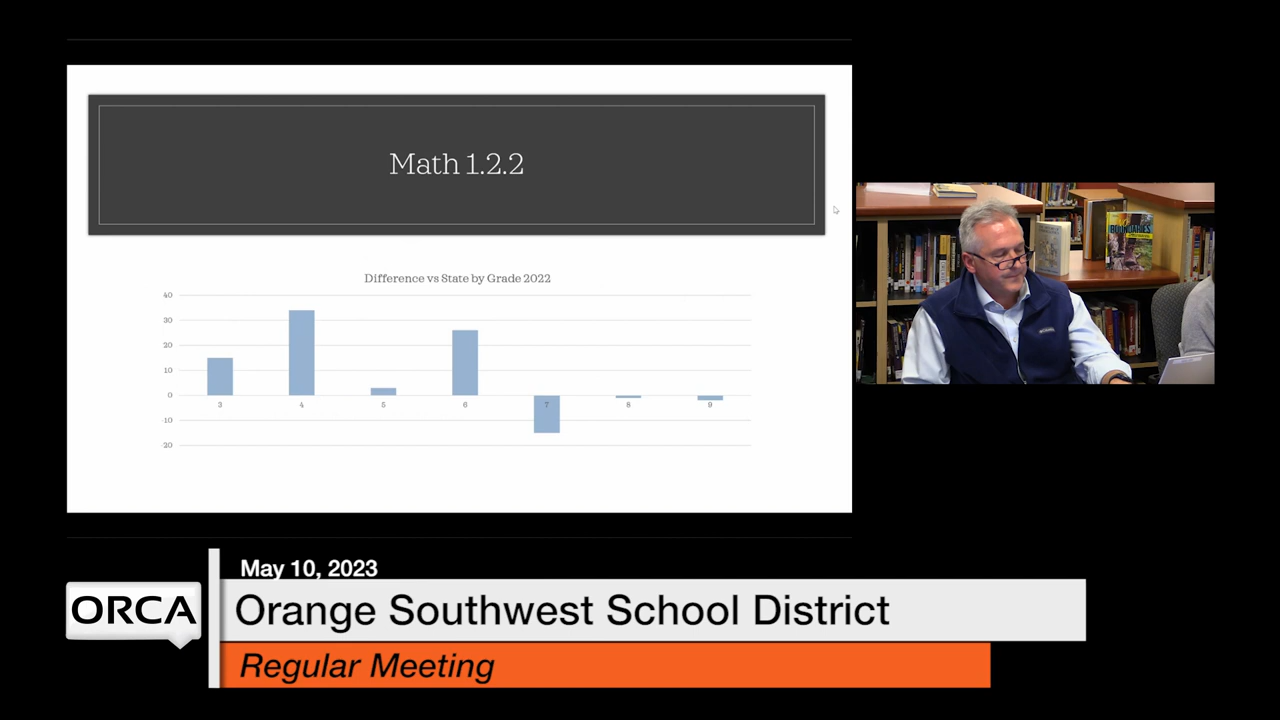 Math 1.2.2
Difference vs State by Grade 2022
40
30
20
10
0
-10
-20
3 4 5 6 7 8 9
BOUNDARIES
May 10, 2023
ORCA
Orange Southwest School District
Regular Meeting